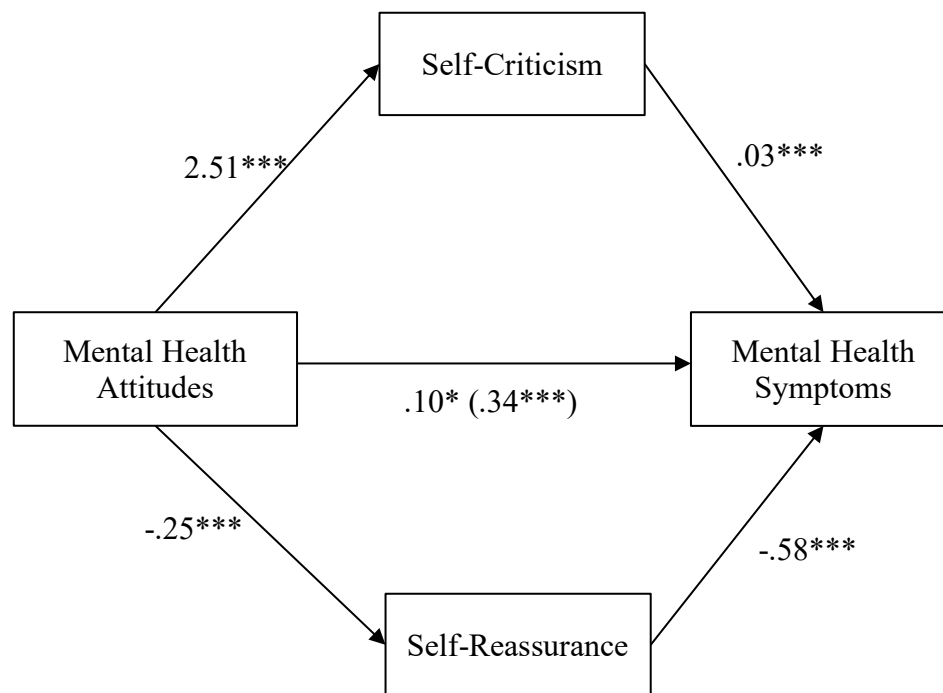 Self-Criticism
2.51***
.03***
Mental Health
Attitudes
Mental Health
Symptoms
.10* (.34***)
-.25***
-.58***
Self-Reassurance